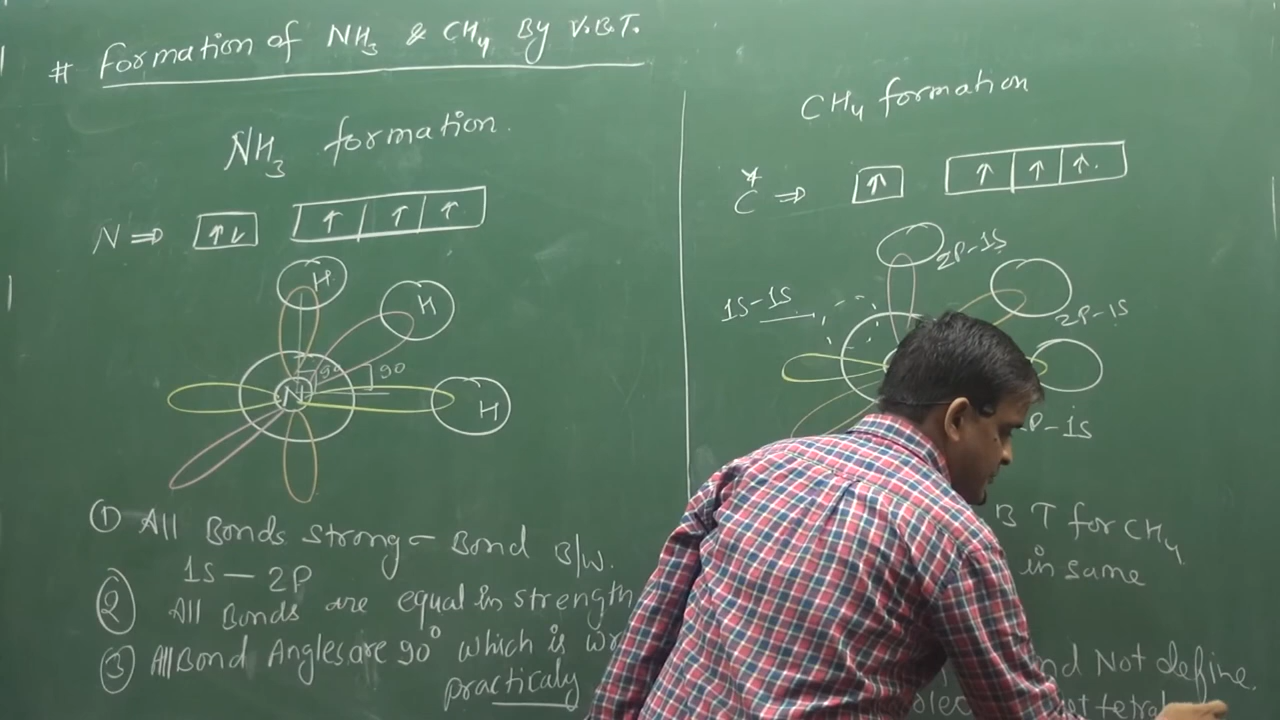 # Formation of NH₃ & CH₄ By V.B.T.
NH₃ formation.
N ⇒ ↑↓ ↑ ↑ ↑
H
H
90
90
N
H
① All Bonds strong - Bond B/w.
1S — 2P
② All Bonds are equal in strength
③ All Bond Angles are 90° which is
practicaly
CH₄ formation
*
C ⇒ ↑ ↑ ↑ ↑
2P-1S
1S-1S
2P-1S
P-1S
B T for CH₄
in same
Not define.